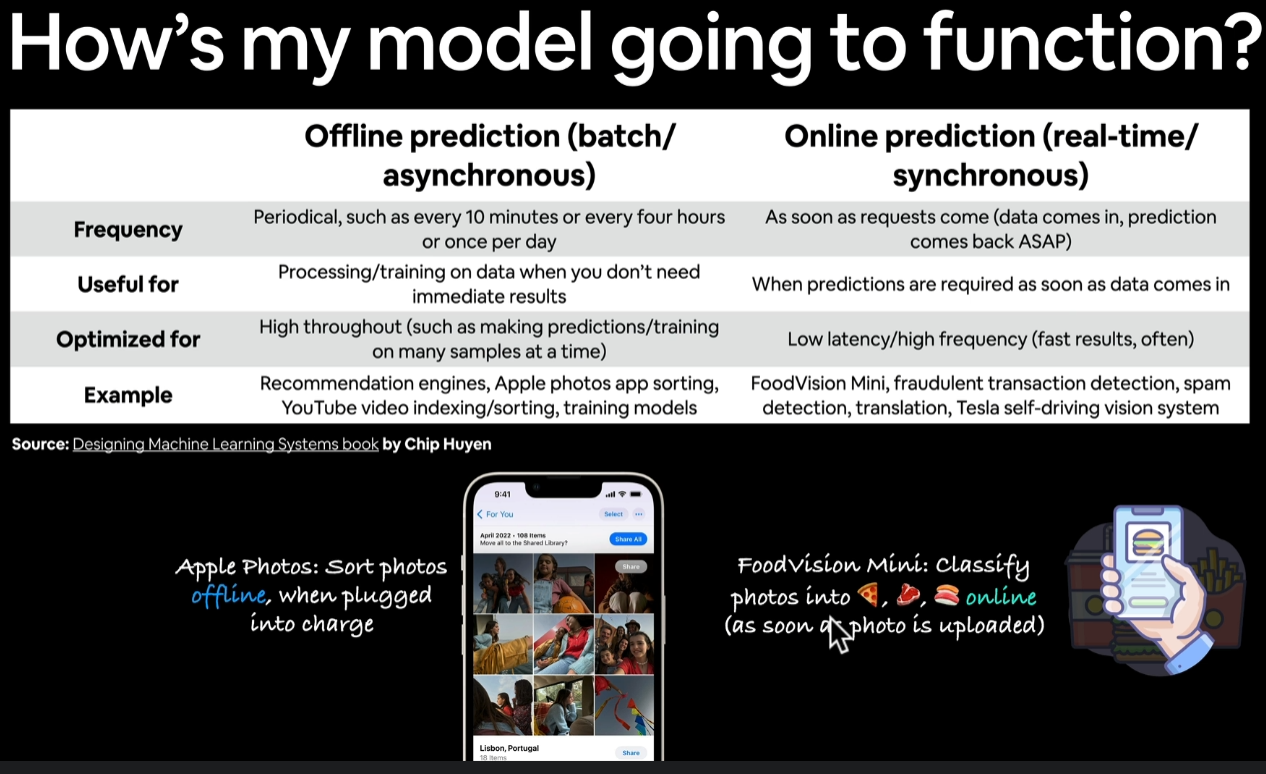 How's my model going to function?
Offline prediction (batch/
asynchronous)
Online prediction (real-time/
synchronous)
Frequency
Periodical, such as every 10 minutes or every four hours
or once per day
As soon as requests come (data comes in, prediction
comes back ASAP)
Useful for
Processing/training on data when you don't need
immediate results
When predictions are required as soon as data comes in
Optimized for
High throughout (such as making predictions/training
on many samples at a time)
Low latency/high frequency (fast results, often)
Example
Recommendation engines, Apple photos app sorting,
YouTube video indexing/sorting, training models
FoodVision Mini, fraudulent transaction detection, spam
detection, translation, Tesla self-driving vision system
Source: Designing Machine Learning Systems book by Chip Huyen
Apple Photos: Sort photos
offline, when plugged
into charge
9:41
For You
Select
April 2022 • 108 Items
Move all to the Shared Library?
Share All
Share
Lisbon, Portugal
18 Items
Share
FoodVision Mini: Classify
photos into 🍕, 🥩, 🍣 online
(as soon a photo is uploaded)